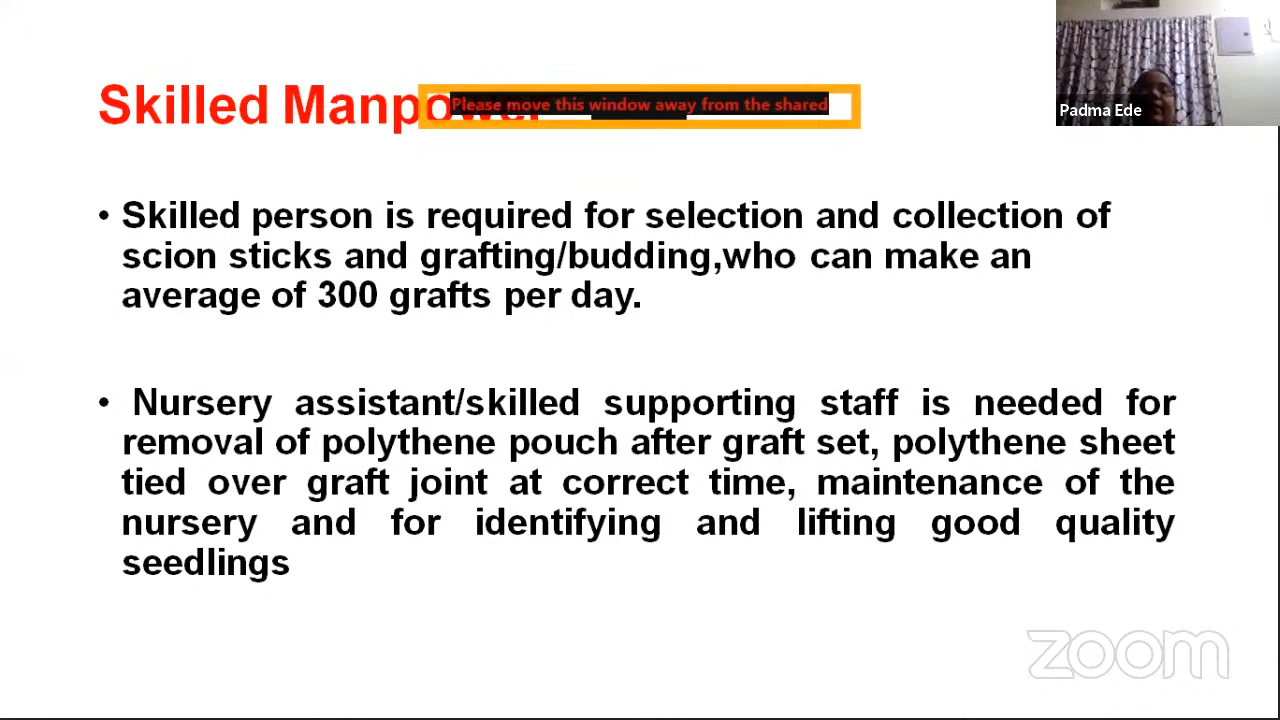 Skilled Manpower
Please move this window away from the shared
Padma Ede
• Skilled person is required for selection and collection of
scion sticks and grafting/budding,who can make an
average of 300 grafts per day.
• Nursery assistant/skilled supporting staff is needed for
removal of polythene pouch after graft set, polythene sheet
tied over graft joint at correct time, maintenance of the
nursery and for identifying and lifting good quality
seedlings
zoom